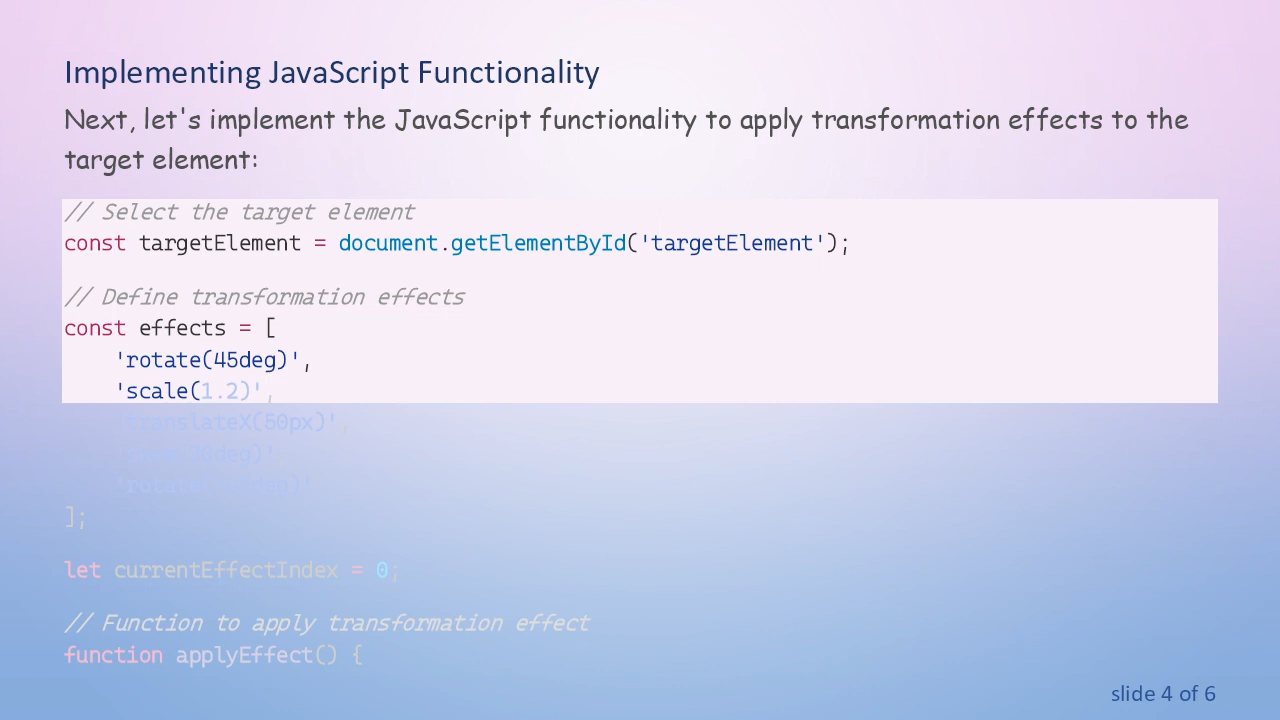 Implementing JavaScript Functionality
Next, let's implement the JavaScript functionality to apply transformation effects to the
target element:
// Select the target element
const targetElement = document.getElementById('targetElement');
// Define transformation effects
const effects = [
'rotate(45deg)',
'scale(1.2)',
'translateX(50px)',
];
let currentEffectIndex = 0;
// Function to apply transformation effect
function applyEffect() {
slide 4 of 6